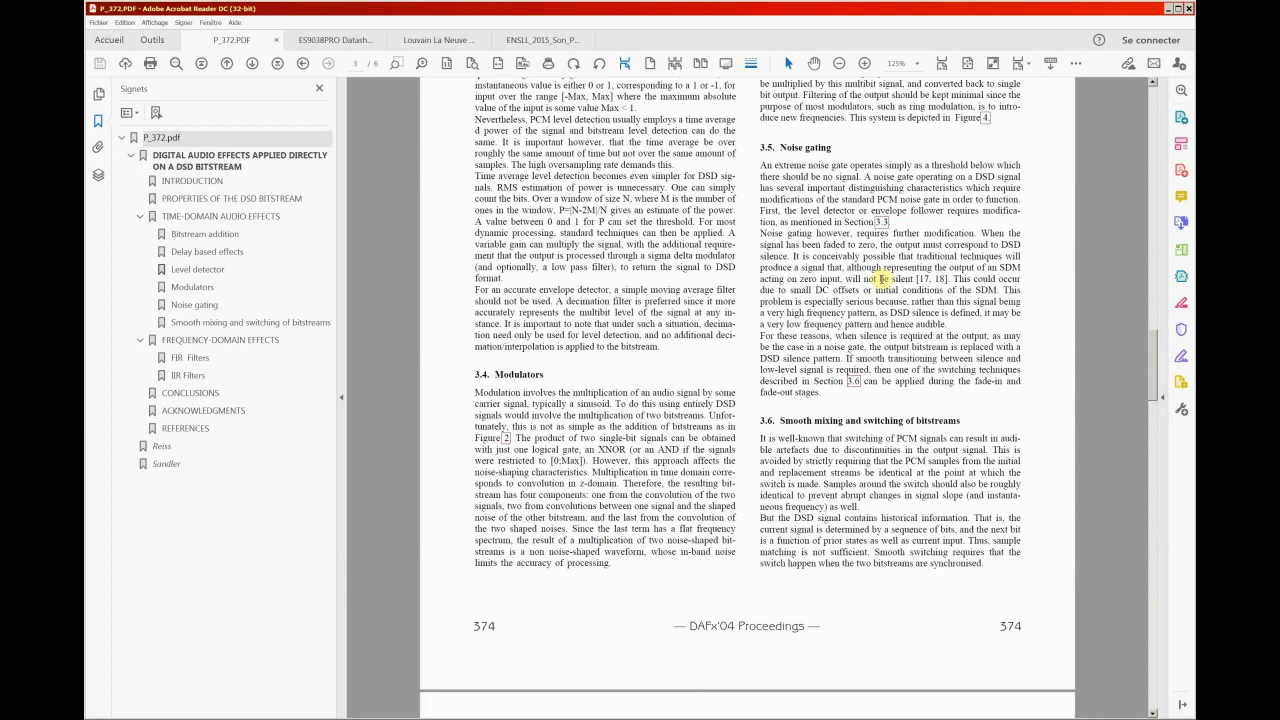 P_372.PDF - Adobe Acrobat Reader DC (32-bit)
Fichier Edition Affichage Signer Fenêtre Aide
Accueil Outils P_372.PDF × ES9038PRO Datash... Louvain La Neuve ... ENSLL_2015_Son_P... Se connecter
3 / 6 125%
Signets
P_372.pdf
DIGITAL AUDIO EFFECTS APPLIED DIRECTLY
ON A DSD BITSTREAM
INTRODUCTION
PROPERTIES OF THE DSD BITSTREAM
TIME-DOMAIN AUDIO EFFECTS
Bitstream addition
Delay based effects
Level detector
Modulators
Noise gating
Smooth mixing and switching of bitstreams
FREQUENCY-DOMAIN EFFECTS
FIR Filters
IIR Filters
CONCLUSIONS
ACKNOWLEDGMENTS
REFERENCES
Reiss
Sandler
instantaneous value is either 0 or 1, corresponding to a 1 or -1, for
input over the range [-Max, Max] where the maximum absolute
value of the input is some value Max < 1.
Nevertheless, PCM level detection usually employs a time average
d power of the signal and bitstream level detection can do the
same. It is important however, that the time average be over
roughly the same amount of time but not over the same amount of
samples. The high oversampling rate demands this.
Time average level detection becomes even simpler for DSD sig-
nals. RMS estimation of power is unnecessary. One can simply
count the bits. Over a window of size N, where M is the number of
ones in the window, P=|N-2M|/N gives an estimate of the power.
A value between 0 and 1 for P can set the threshold. For most
dynamic processing, standard techniques can then be applied. A
variable gain can multiply the signal, with the additional require-
ment that the output is processed through a sigma delta modulator
(and optionally, a low pass filter), to return the signal to DSD
format.
For an accurate envelope detector, a simple moving average filter
should not be used. A decimation filter is preferred since it more
accurately represents the multibit level of the signal at any in-
stance. It is important to note that under such a situation, decima-
tion need only be used for level detection, and no additional deci-
mation/interpolation is applied to the bitstream.
3.4. Modulators
Modulation involves the multiplication of an audio signal by some
carrier signal, typically a sinusoid. To do this using entirely DSD
signals would involve the multiplication of two bitstreams. Unfor-
tunately, this is not as simple as the addition of bitstreams as in
Figure 2. The product of two single-bit signals can be obtained
with just one logical gate, an XNOR (or an AND if the signals
were restricted to [0;Max]). However, this approach affects the
noise-shaping characteristics. Multiplication in time domain corre-
sponds to convolution in z-domain. Therefore, the resulting bit-
stream has four components: one from the convolution of the two
signals, two from convolutions between one signal and the shaped
noise of the other bitstream, and the last from the convolution of
the two shaped noises. Since the last term has a flat frequency
spectrum, the result of a multiplication of two noise-shaped bit-
streams is a non noise-shaped waveform, whose in-band noise
limits the accuracy of processing.
be multiplied by this multibit signal, and converted back to single
bit output. Filtering of the output should be kept minimal since the
purpose of most modulators, such as ring modulation, is to intro-
duce new frequencies. This system is depicted in Figure 4.
3.5. Noise gating
An extreme noise gate operates simply as a threshold below which
there should be no signal. A noise gate operating on a DSD signal
has several important distinguishing characteristics which require
modifications of the standard PCM noise gate in order to function.
First, the level detector or envelope follower requires modifica-
tion, as mentioned in Section 3.3
Noise gating however, requires further modification. When the
signal has been faded to zero, the output must correspond to DSD
silence. It is conceivably possible that traditional techniques will
produce a signal that, although representing the output of an SDM
acting on zero input, will not be silent [17, 18]. This could occur
due to small DC offsets or initial conditions of the SDM. This
problem is especially serious because, rather than this signal being
a very high frequency pattern, as DSD silence is defined, it may be
a very low frequency pattern and hence audible.
For these reasons, when silence is required at the output, as may
be the case in a noise gate, the output bitstream is replaced with a
DSD silence pattern. If smooth transitioning between silence and
low-level signal is required, then one of the switching techniques
described in Section 3.6 can be applied during the fade-in and
fade-out stages.
3.6. Smooth mixing and switching of bitstreams
It is well-known that switching of PCM signals can result in audi-
ble artefacts due to discontinuities in the output signal. This is
avoided by strictly requiring that the PCM samples from the initial
and replacement streams be identical at the point at which the
switch is made. Samples around the switch should also be roughly
identical to prevent abrupt changes in signal slope (and instanta-
neous frequency) as well.
But the DSD signal contains historical information. That is, the
current signal is determined by a sequence of bits, and the next bit
is a function of prior states as well as current input. Thus, sample
matching is not sufficient. Smooth switching requires that the
switch happen when the two bitstreams are synchronised.
374 — DAFx'04 Proceedings — 374